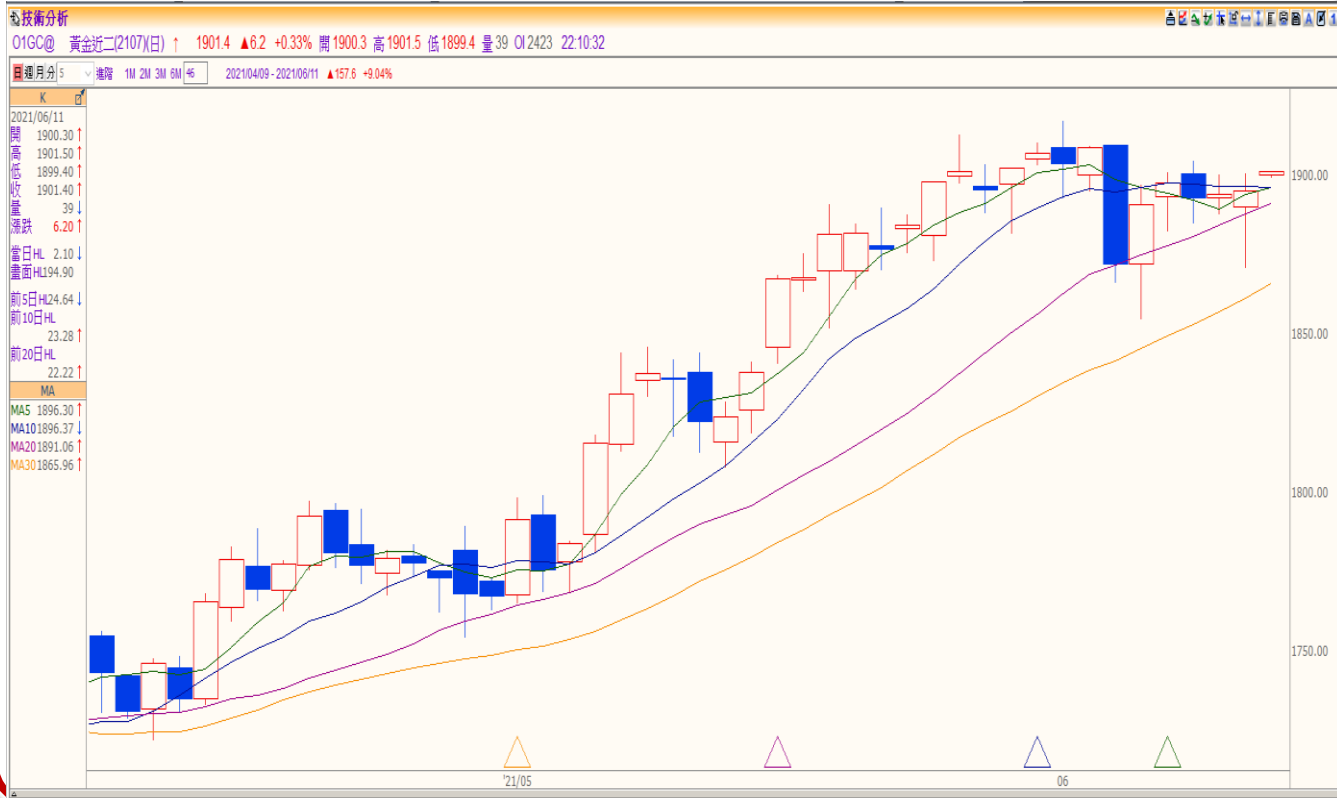 技術分析
O1GC@ 黃金近二(2107)(日) ↑ 1901.4 ▲6.2 +0.33% 開 1900.3 高 1901.5 低 1899.4 量 39 OI 2423 22:10:32
日 週 月 分 5 進階 1M 2M 3M 6M 46 2021/04/09 - 2021/06/11 ▲157.6 +9.04%
K
2021/06/11
開 1900.30 ↑
高 1901.50 ↑
低 1899.40 ↑
收 1901.40 ↑
量 39 ↓
漲跌 6.20 ↑
當日HL 2.10 ↓
畫面HL 194.90
前5日HL 24.64 ↓
前10日HL
23.28 ↑
前20日HL
22.22 ↑
MA
MA5 1896.30 ↑
MA10 1896.37 ↓
MA20 1891.06 ↑
MA30 1865.96 ↑
1900.00
1850.00
1800.00
1750.00
'21/05
06